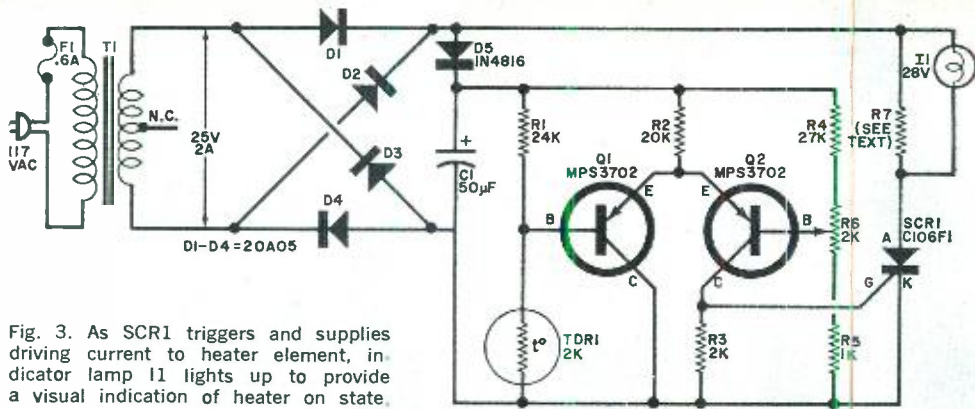 F1
.6A
T1
117
VAC
N.C.
25V
2A
D1
D2
D3
D4
D1-D4=20A05
D5
IN4816
+
C1
50µF
R1
24K
R2
20K
R4
27K
Q1
MPS3702
Q2
MPS3702
E
E
B
B
C
C
R6
2K
TDR1
2K
t°
R3
2K
R5
1K
I1
28V
R7
(SEE
TEXT)
SCR1
C106F1
A
G
K
Fig. 3. As SCR1 triggers and supplies
driving current to heater element, in-
dicator lamp I1 lights up to provide
a visual indication of heater on state.